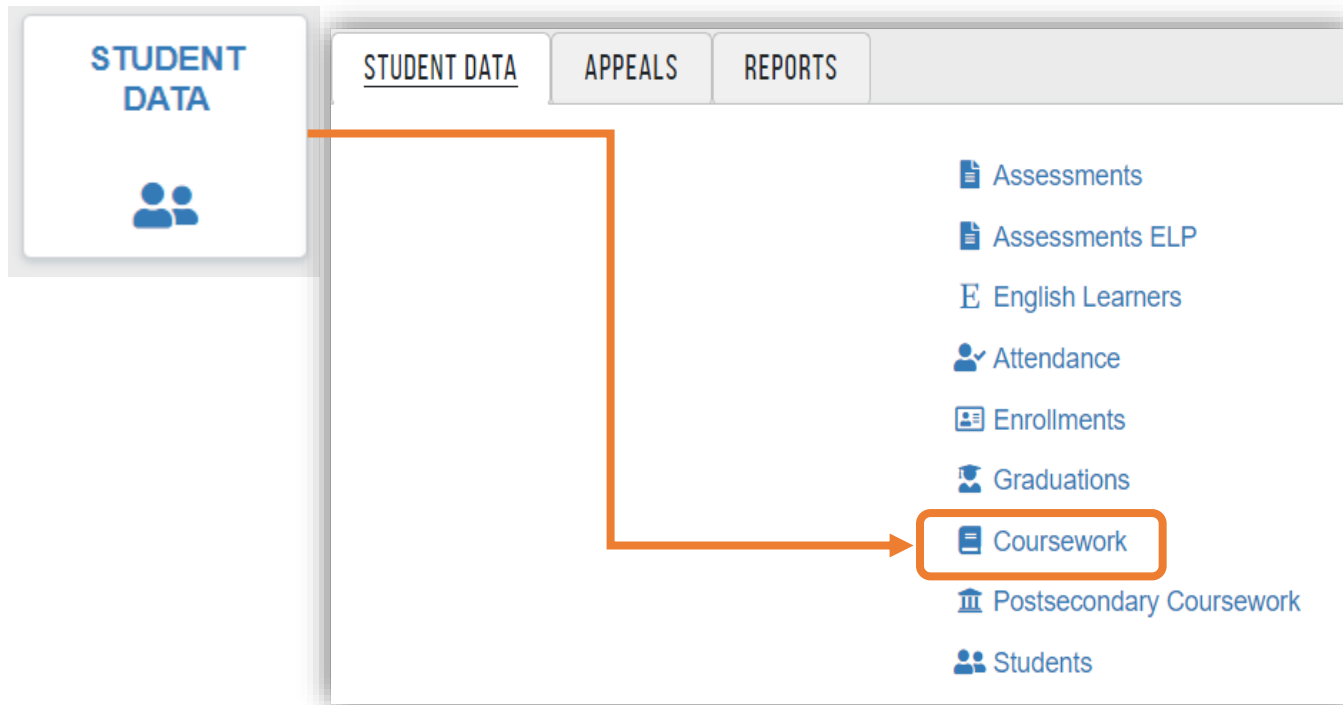 STUDENT
DATA
STUDENT DATA
APPEALS
REPORTS
Assessments
Assessments ELP
E English Learners
Attendance
Enrollments
Graduations
Coursework
Postsecondary Coursework
Students